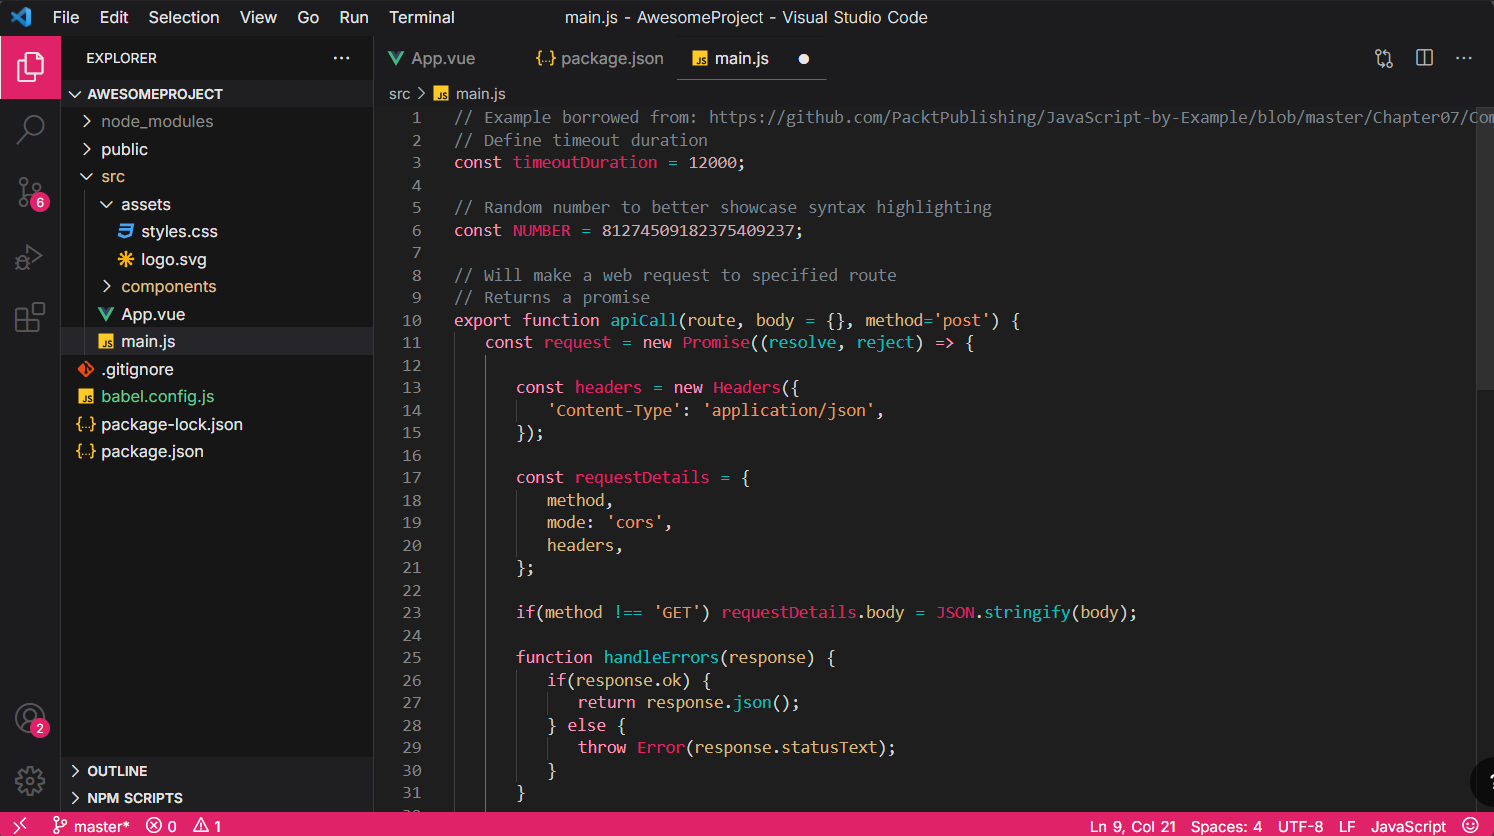 File Edit Selection View Go Run Terminal
main.js - AwesomeProject - Visual Studio Code
EXPLORER
AWESOMEPROJECT
node_modules
public
src
assets
styles.css
logo.svg
components
App.vue
main.js
.gitignore
babel.config.js
package-lock.json
package.json
OUTLINE
NPM SCRIPTS
6
2
App.vue package.json main.js
src > main.js
1 // Example borrowed from: https://github.com/PacktPublishing/JavaScript-by-Example/blob/master/Chapter07/Com
2 // Define timeout duration
3 const timeoutDuration = 12000;
4
5 // Random number to better showcase syntax highlighting
6 const NUMBER = 81274509182375409237;
7
8 // Will make a web request to specified route
9 // Returns a promise
10 export function apiCall(route, body = {}, method='post') {
11 const request = new Promise((resolve, reject) => {
12
13 const headers = new Headers({
14 'Content-Type': 'application/json',
15 });
16
17 const requestDetails = {
18 method,
19 mode: 'cors',
20 headers,
21 };
22
23 if(method !== 'GET') requestDetails.body = JSON.stringify(body);
24
25 function handleErrors(response) {
26 if(response.ok) {
27 return response.json();
28 } else {
29 throw Error(response.statusText);
30 }
31 }
master* 0 1
Ln 9, Col 21 Spaces: 4 UTF-8 LF JavaScript